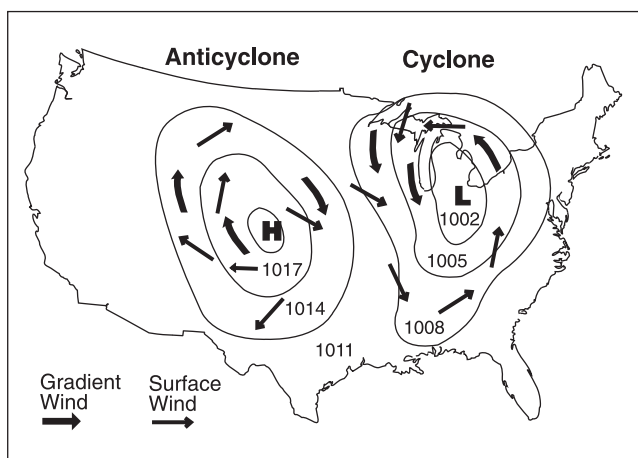 Anticyclone Cyclone
H
L
1002
1017
1005
1014
1008
1011
Gradient Surface
Wind Wind